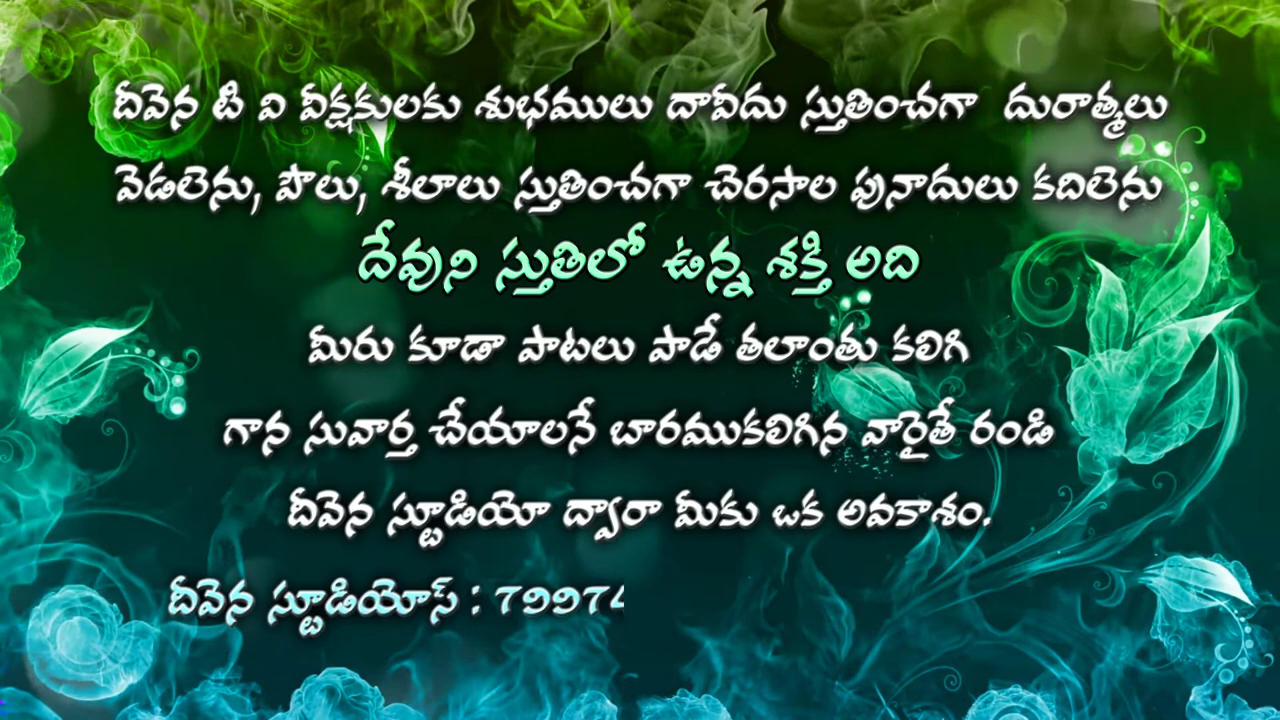 దీవెన టి వి వీక్షకులకు శుభములు దావీదు స్తుతించగా దురాత్మలు
వెడలెను, పౌలు, శీలాలు స్తుతించగా చెరసాల పునాదులు కదిలెను
దేవుని స్తుతిలో ఉన్న శక్తి అది
మీరు కూడా పాటలు పాడే తలాంతు కలిగి
గాన సువార్త చేయాలనే బారముకలిగిన వారైతే రండి
దీవెన స్టూడియో ద్వారా మీకు ఒక అవకాశం.
దీవెన స్టూడియోస్ : 7997